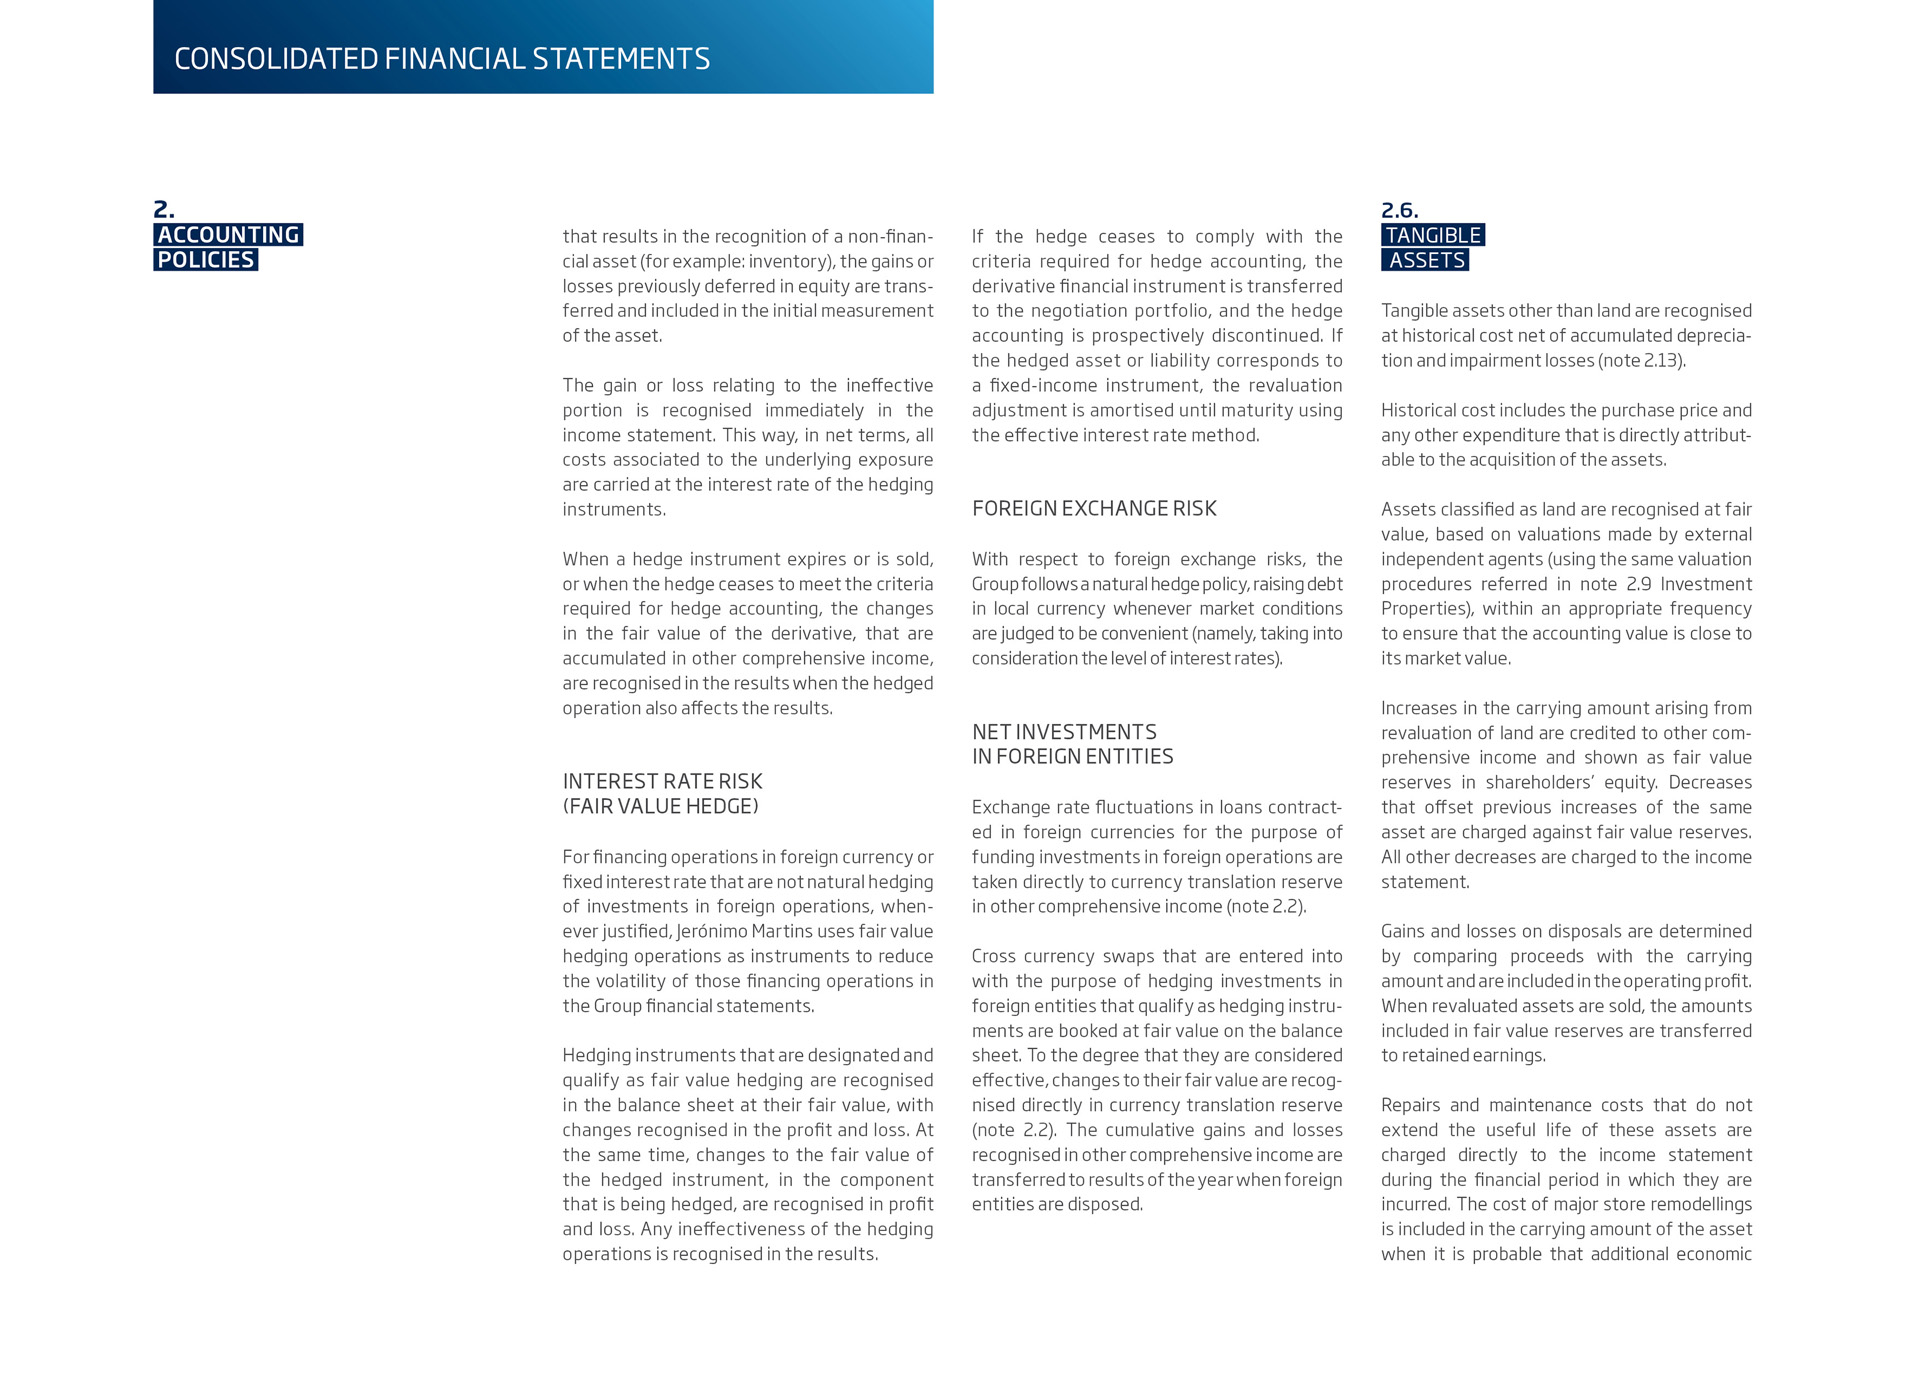 CONSOLIDATED FINANCIAL STATEMENTS
2.
ACCOUNTING
POLICIES
that results in the recognition of a non-finan-
cial asset (for example: inventory), the gains or
losses previously deferred in equity are trans-
ferred and included in the initial measurement
of the asset.
The gain or loss relating to the ineffective
portion is recognised immediately in the
income statement. This way, in net terms, all
costs associated to the underlying exposure
are carried at the interest rate of the hedging
instruments.
When a hedge instrument expires or is sold,
or when the hedge ceases to meet the criteria
required for hedge accounting, the changes
in the fair value of the derivative, that are
accumulated in other comprehensive income,
are recognised in the results when the hedged
operation also affects the results.
INTEREST RATE RISK
(FAIR VALUE HEDGE)
For financing operations in foreign currency or
fixed interest rate that are not natural hedging
of investments in foreign operations, when-
ever justified, Jerónimo Martins uses fair value
hedging operations as instruments to reduce
the volatility of those financing operations in
the Group financial statements.
Hedging instruments that are designated and
qualify as fair value hedging are recognised
in the balance sheet at their fair value, with
changes recognised in the profit and loss. At
the same time, changes to the fair value of
the hedged instrument, in the component
that is being hedged, are recognised in profit
and loss. Any ineffectiveness of the hedging
operations is recognised in the results.
If the hedge ceases to comply with the
criteria required for hedge accounting, the
derivative financial instrument is transferred
to the negotiation portfolio, and the hedge
accounting is prospectively discontinued. If
the hedged asset or liability corresponds to
a fixed-income instrument, the revaluation
adjustment is amortised until maturity using
the effective interest rate method.
FOREIGN EXCHANGE RISK
With respect to foreign exchange risks, the
Group follows a natural hedge policy, raising debt
in local currency whenever market conditions
are judged to be convenient (namely, taking into
consideration the level of interest rates).
NET INVESTMENTS
IN FOREIGN ENTITIES
Exchange rate fluctuations in loans contract-
ed in foreign currencies for the purpose of
funding investments in foreign operations are
taken directly to currency translation reserve
in other comprehensive income (note 2.2).
Cross currency swaps that are entered into
with the purpose of hedging investments in
foreign entities that qualify as hedging instru-
ments are booked at fair value on the balance
sheet. To the degree that they are considered
effective, changes to their fair value are recog-
nised directly in currency translation reserve
(note 2.2). The cumulative gains and losses
recognised in other comprehensive income are
transferred to results of the year when foreign
entities are disposed.
2.6.
TANGIBLE
ASSETS
Tangible assets other than land are recognised
at historical cost net of accumulated deprecia-
tion and impairment losses (note 2.13).
Historical cost includes the purchase price and
any other expenditure that is directly attribut-
able to the acquisition of the assets.
Assets classified as land are recognised at fair
value, based on valuations made by external
independent agents (using the same valuation
procedures referred in note 2.9 Investment
Properties), within an appropriate frequency
to ensure that the accounting value is close to
its market value.
Increases in the carrying amount arising from
revaluation of land are credited to other com-
prehensive income and shown as fair value
reserves in shareholders' equity. Decreases
that offset previous increases of the same
asset are charged against fair value reserves.
All other decreases are charged to the income
statement.
Gains and losses on disposals are determined
by comparing proceeds with the carrying
amount and are included in the operating profit.
When revaluated assets are sold, the amounts
included in fair value reserves are transferred
to retained earnings.
Repairs and maintenance costs that do not
extend the useful life of these assets are
charged directly to the income statement
during the financial period in which they are
incurred. The cost of major store remodellings
is included in the carrying amount of the asset
when it is probable that additional economic